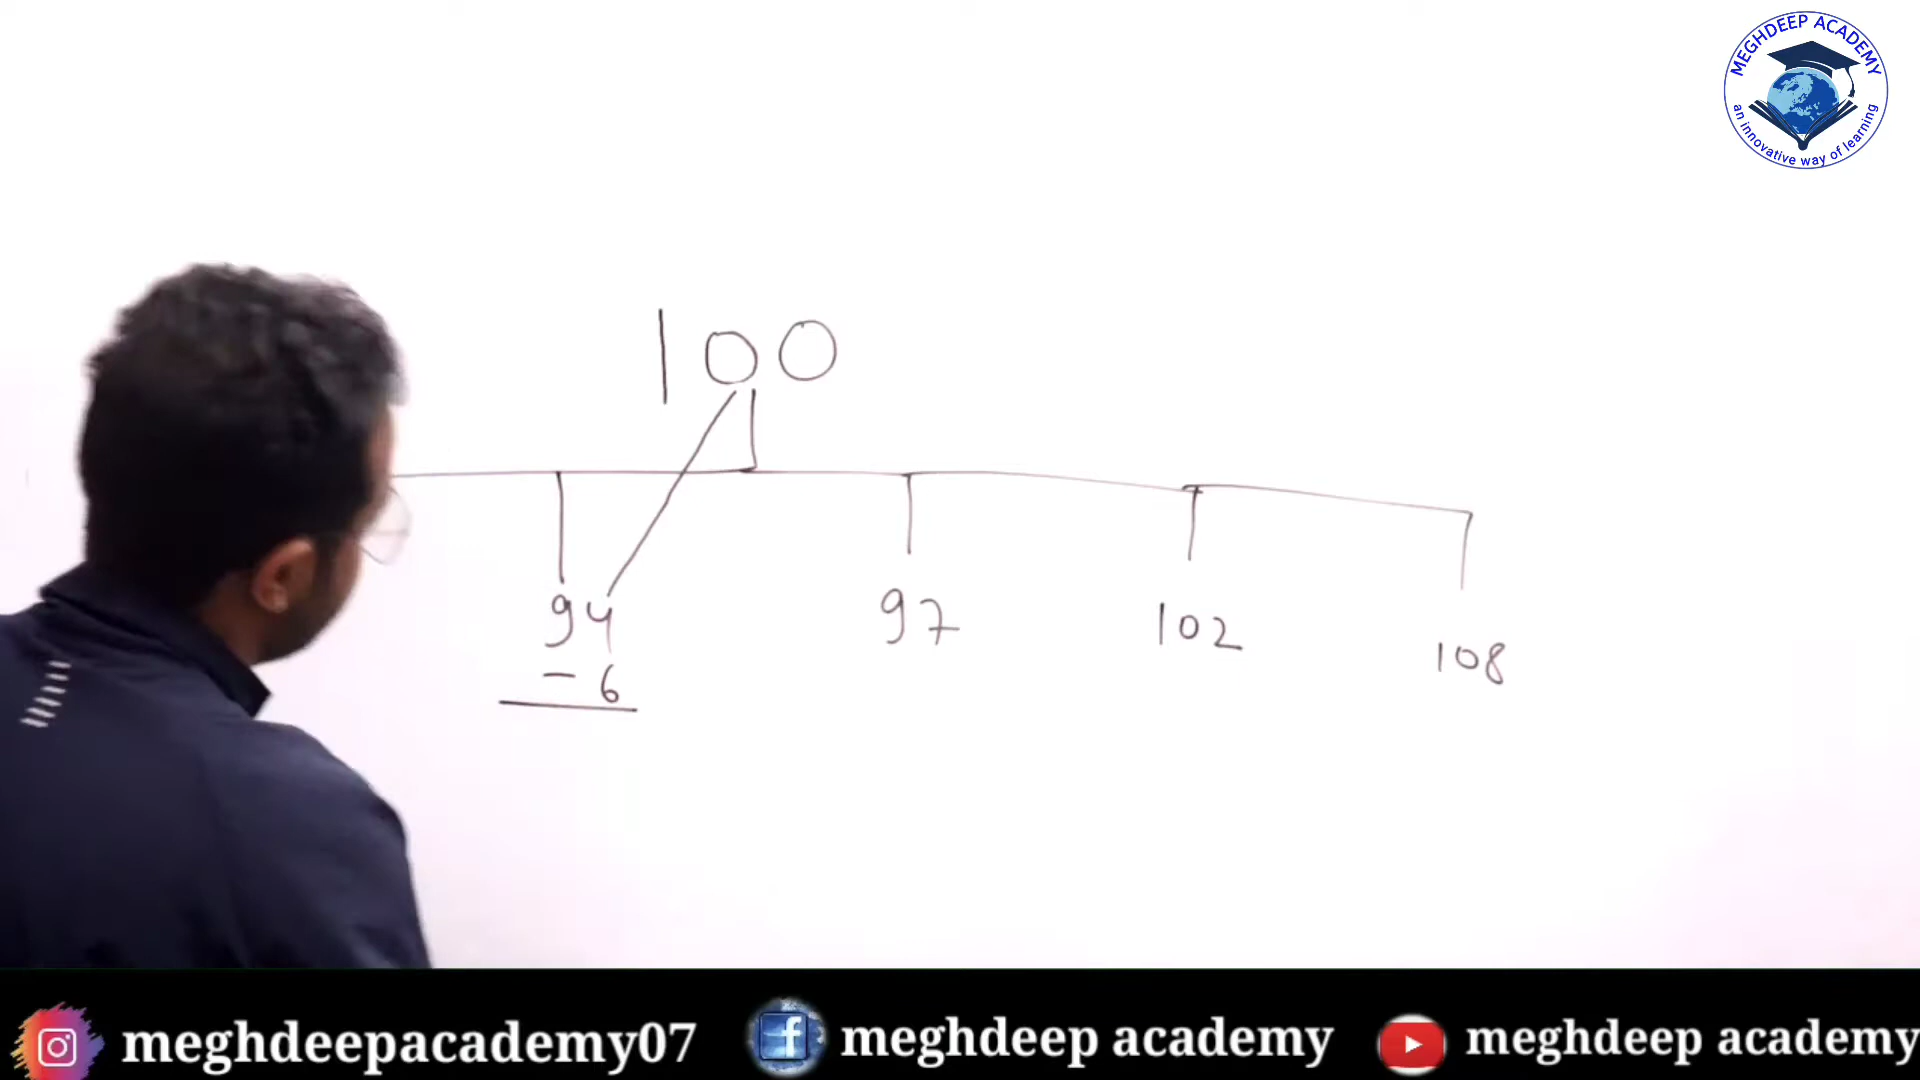 MEGHDEEP ACADEMY
an innovative way of learning
100
94 97 102 108
- 6
meghdeepacademy07 meghdeep academy meghdeep academy